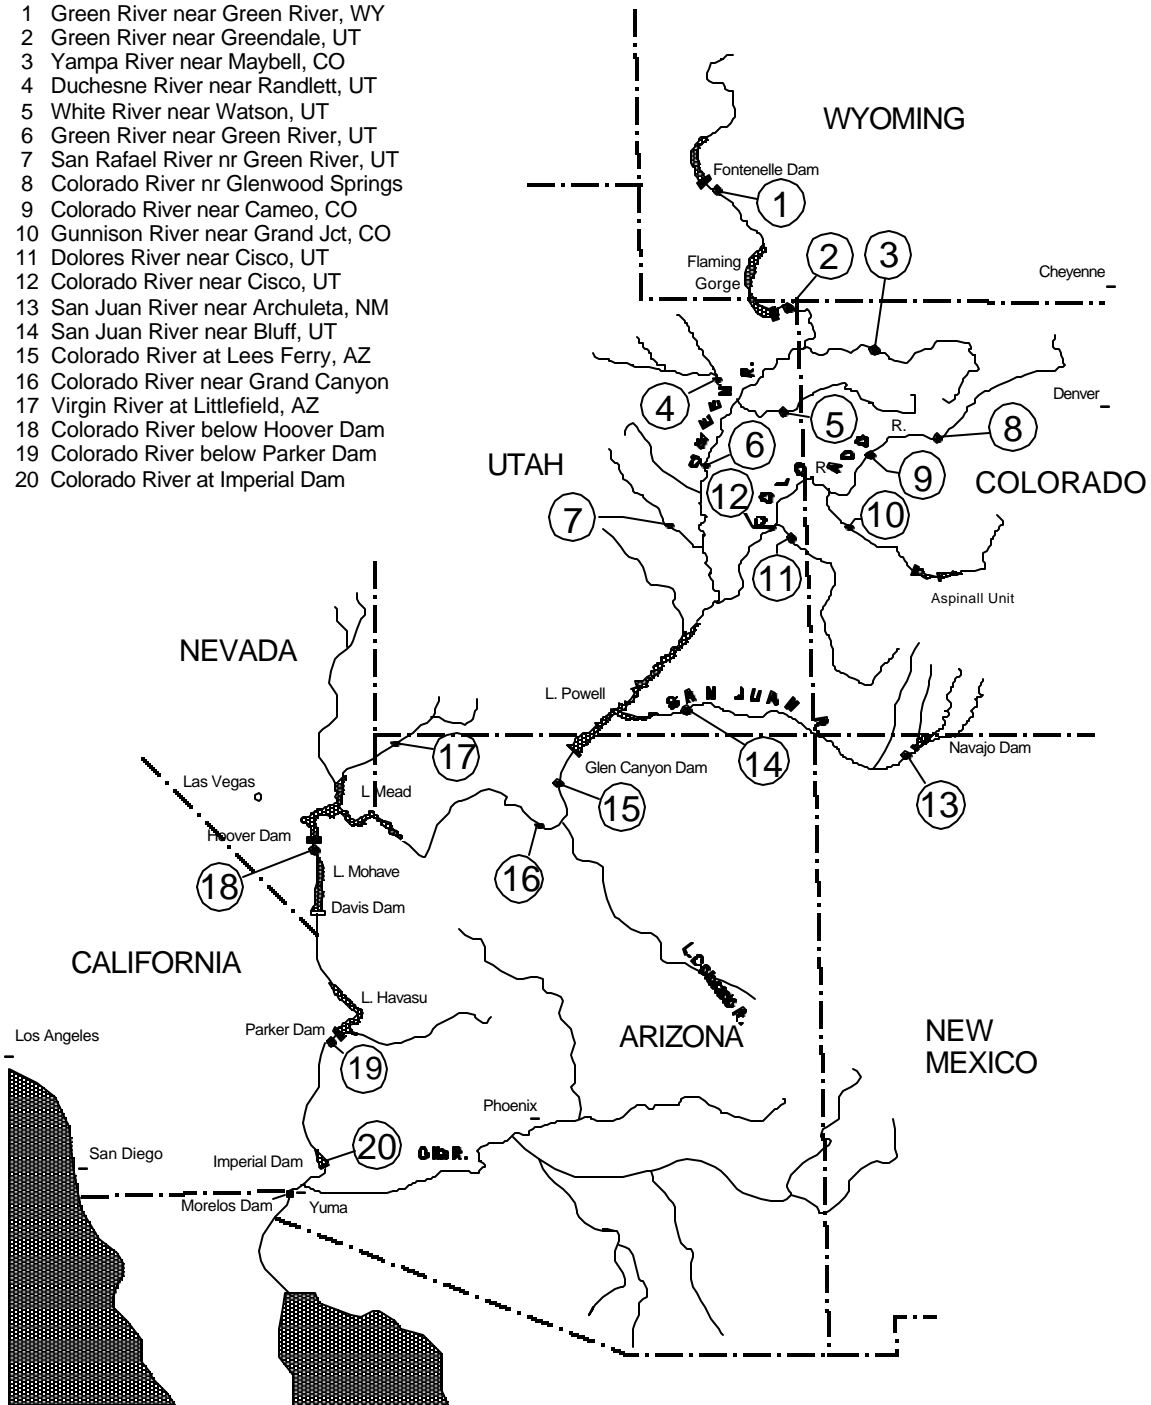 1 Green River near Green River, WY
2 Green River near Greendale, UT
3 Yampa River near Maybell, CO
4 Duchesne River near Randlett, UT
5 White River near Watson, UT
6 Green River near Green River, UT
7 San Rafael River nr Green River, UT
8 Colorado River nr Glenwood Springs
9 Colorado River near Cameo, CO
10 Gunnison River near Grand Jct, CO
11 Dolores River near Cisco, UT
12 Colorado River near Cisco, UT
13 San Juan River near Archuleta, NM
14 San Juan River near Bluff, UT
15 Colorado River at Lees Ferry, AZ
16 Colorado River near Grand Canyon
17 Virgin River at Littlefield, AZ
18 Colorado River below Hoover Dam
19 Colorado River below Parker Dam
20 Colorado River at Imperial Dam
WYOMING
Fontenelle Dam
1
2
3
Flaming
Gorge
Cheyenne
GREEN R.
4
5
Denver
R.
8
6
UTAH
COLORADO
R
9
COLORADO
12
10
7
11
Aspinall Unit
NEVADA
L. Powell
SAN JUAN R
17
14
Navajo Dam
Glen Canyon Dam
Las Vegas
L Mead
15
13
Hoover Dam
16
18
L. Mohave
Davis Dam
CALIFORNIA
L. Havasu
Parker Dam
ARIZONA
NEW
MEXICO
Los Angeles
19
Phoenix
20
San Diego
Imperial Dam
R.
Morelos Dam
Yuma